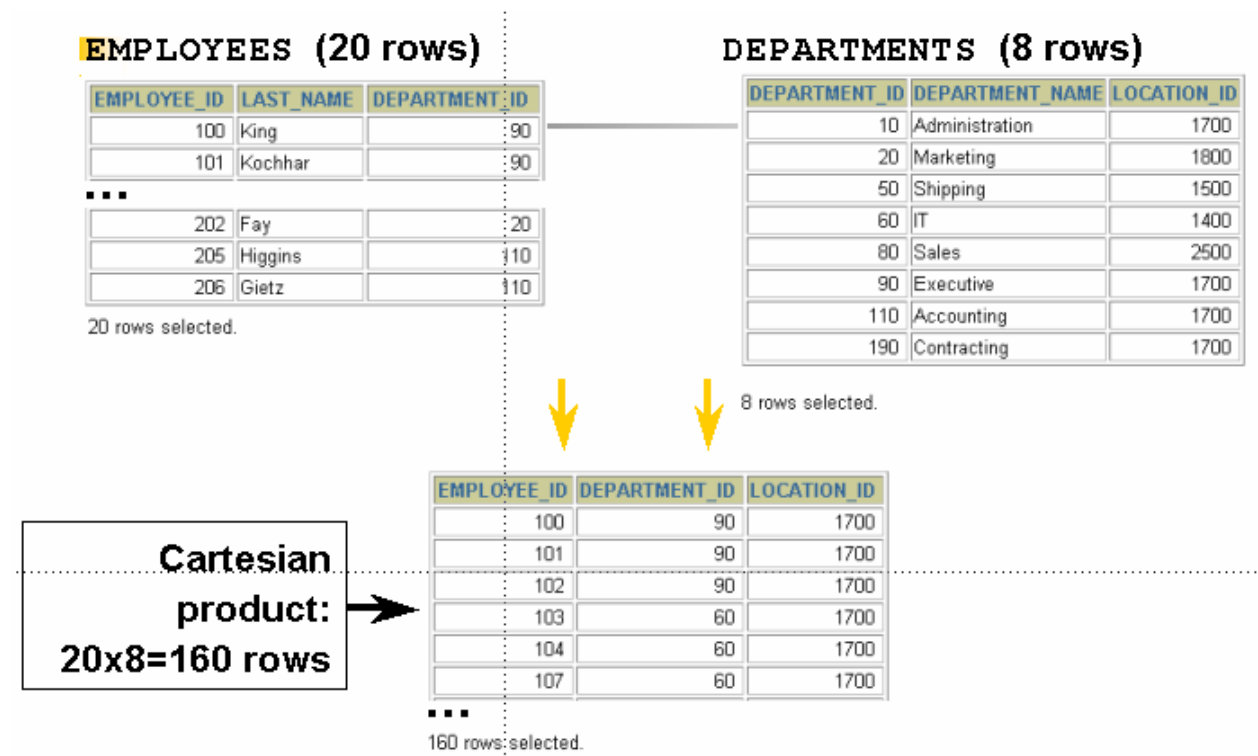 EMPLOYEES (20 rows)
EMPLOYEE_ID LAST_NAME DEPARTMENT_ID
100 King 90
101 Kochhar 90
...
202 Fay 20
205 Higgins 110
206 Gietz 110
20 rows selected.
DEPARTMENTS (8 rows)
DEPARTMENT_ID DEPARTMENT_NAME LOCATION_ID
10 Administration 1700
20 Marketing 1800
50 Shipping 1500
60 IT 1400
80 Sales 2500
90 Executive 1700
110 Accounting 1700
190 Contracting 1700
8 rows selected.
Cartesian
product:
20x8=160 rows
EMPLOYEE_ID DEPARTMENT_ID LOCATION_ID
100 90 1700
101 90 1700
102 90 1700
103 60 1700
104 60 1700
107 60 1700
...
160 rows selected.